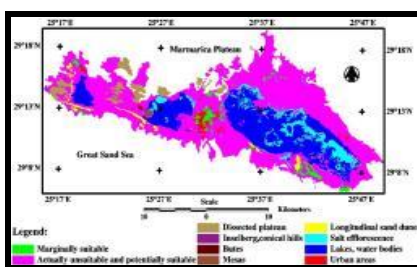 25°17'E 25°27'E 25°37'E 25°47'E
29°18'N Marmarica Plateau 29°18'N
29°13'N 29°13'N
29°8'N Great Sand Sea 29°8'N
25°17'E 25°27'E 25°37'E 25°47'E
Scale
10 0 10
Kilometers
Legend:
Marginally suitable
Actually unsuitable and potentially suitable
Dissected plateau
Inselberg,conical hills
Butes
Mesas
Longitudinal sand dune
Salt efforesence
Lakes, water bodies
Urban areas